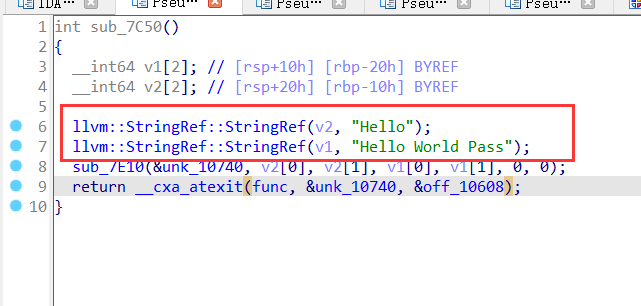 IDA... Pseu... Pseu... Pseu... Pseu...
1 int sub_7C50()
2 {
3 __int64 v1[2]; // [rsp+10h] [rbp-20h] BYREF
4 __int64 v2[2]; // [rsp+20h] [rbp-10h] BYREF
5
6 llvm::StringRef::StringRef(v2, "Hello");
7 llvm::StringRef::StringRef(v1, "Hello World Pass");
8 sub_7E10(&unk_10740, v2[0], v2[1], v1[0], v1[1], 0, 0);
9 return __cxa_atexit(func, &unk_10740, &off_10608);
10 }